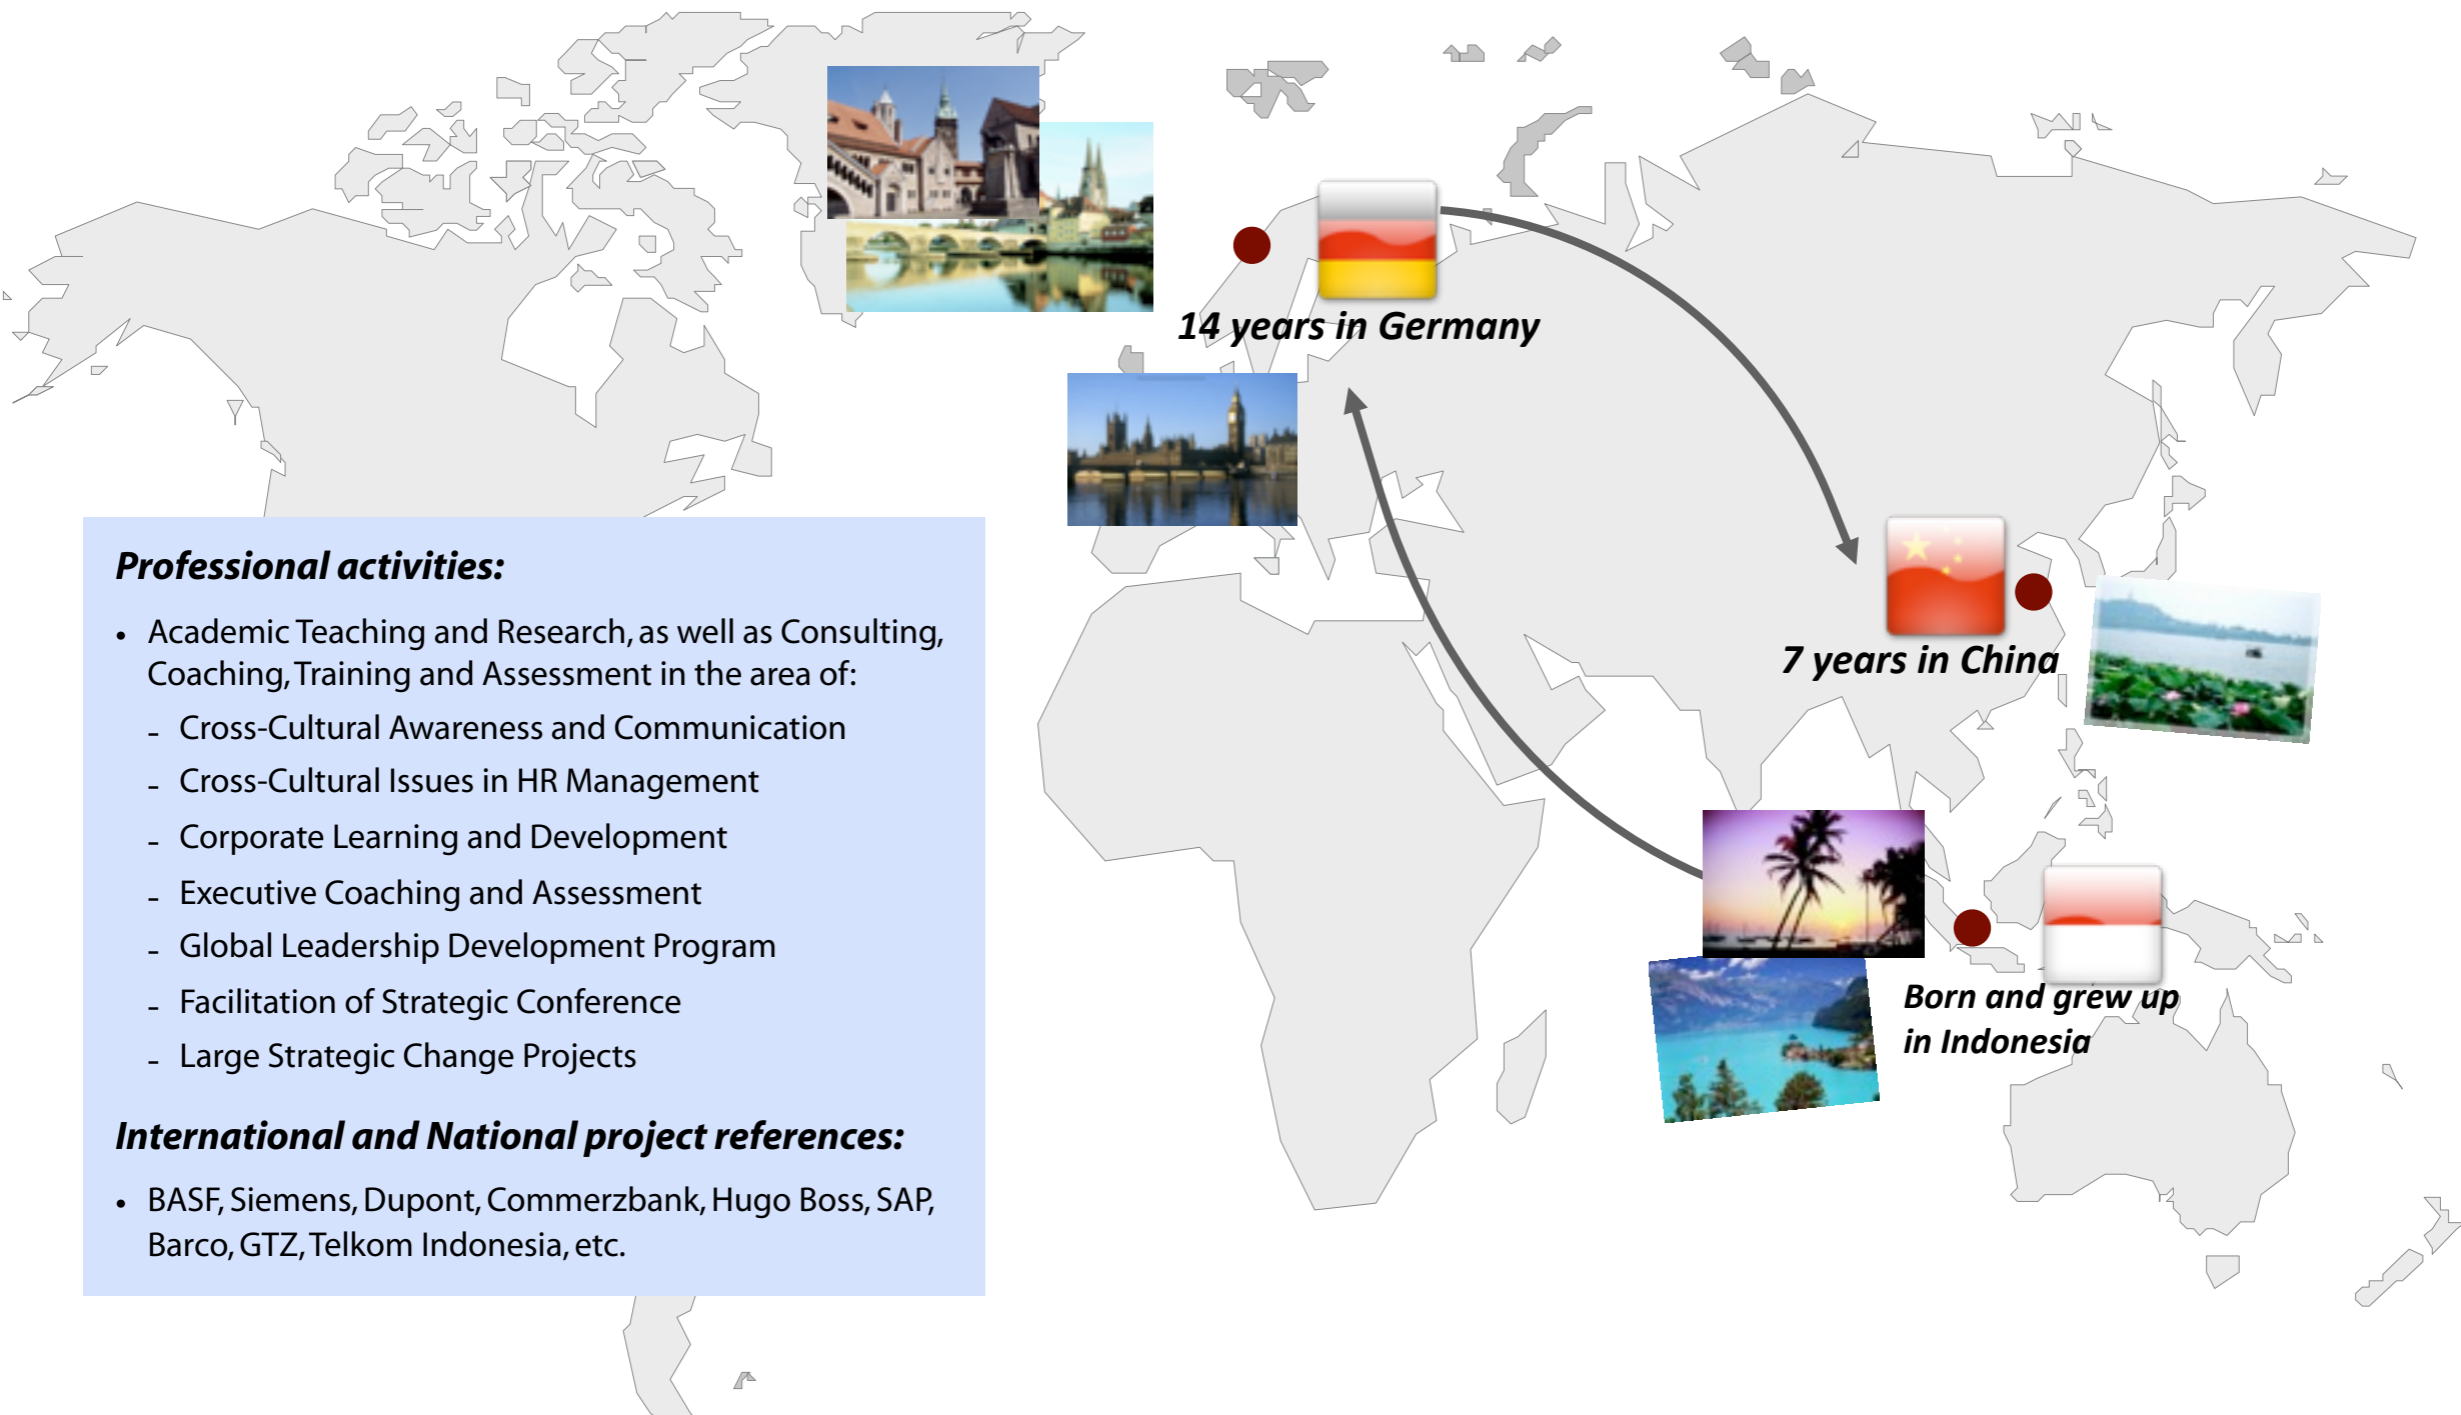 14 years in Germany
7 years in China
Born and grew up
in Indonesia
Professional activities:
• Academic Teaching and Research, as well as Consulting,
Coaching, Training and Assessment in the area of:
- Cross-Cultural Awareness and Communication
- Cross-Cultural Issues in HR Management
- Corporate Learning and Development
- Executive Coaching and Assessment
- Global Leadership Development Program
- Facilitation of Strategic Conference
- Large Strategic Change Projects
International and National project references:
• BASF, Siemens, Dupont, Commerzbank, Hugo Boss, SAP,
Barco, GTZ, Telkom Indonesia, etc.